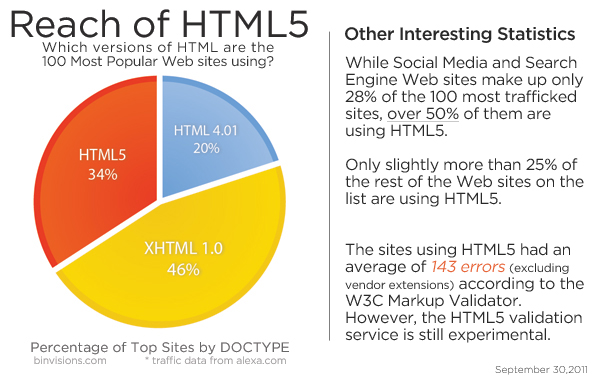 Reach of HTML5
Which versions of HTML are the
100 Most Popular Web sites using?
HTML 4.01
20%
HTML5
34%
XHTML 1.0
46%
Percentage of Top Sites by DOCTYPE
binvisions.com
* traffic data from alexa.com
Other Interesting Statistics
While Social Media and Search
Engine Web sites make up only
28% of the 100 most trafficked
sites, over 50% of them are
using HTML5.
Only slightly more than 25% of
the rest of the Web sites on the
list are using HTML5.
The sites using HTML5 had an
average of 143 errors (excluding
vendor extensions) according to the
W3C Markup Validator.
However, the HTML5 validation
service is still experimental.
September 30,2011